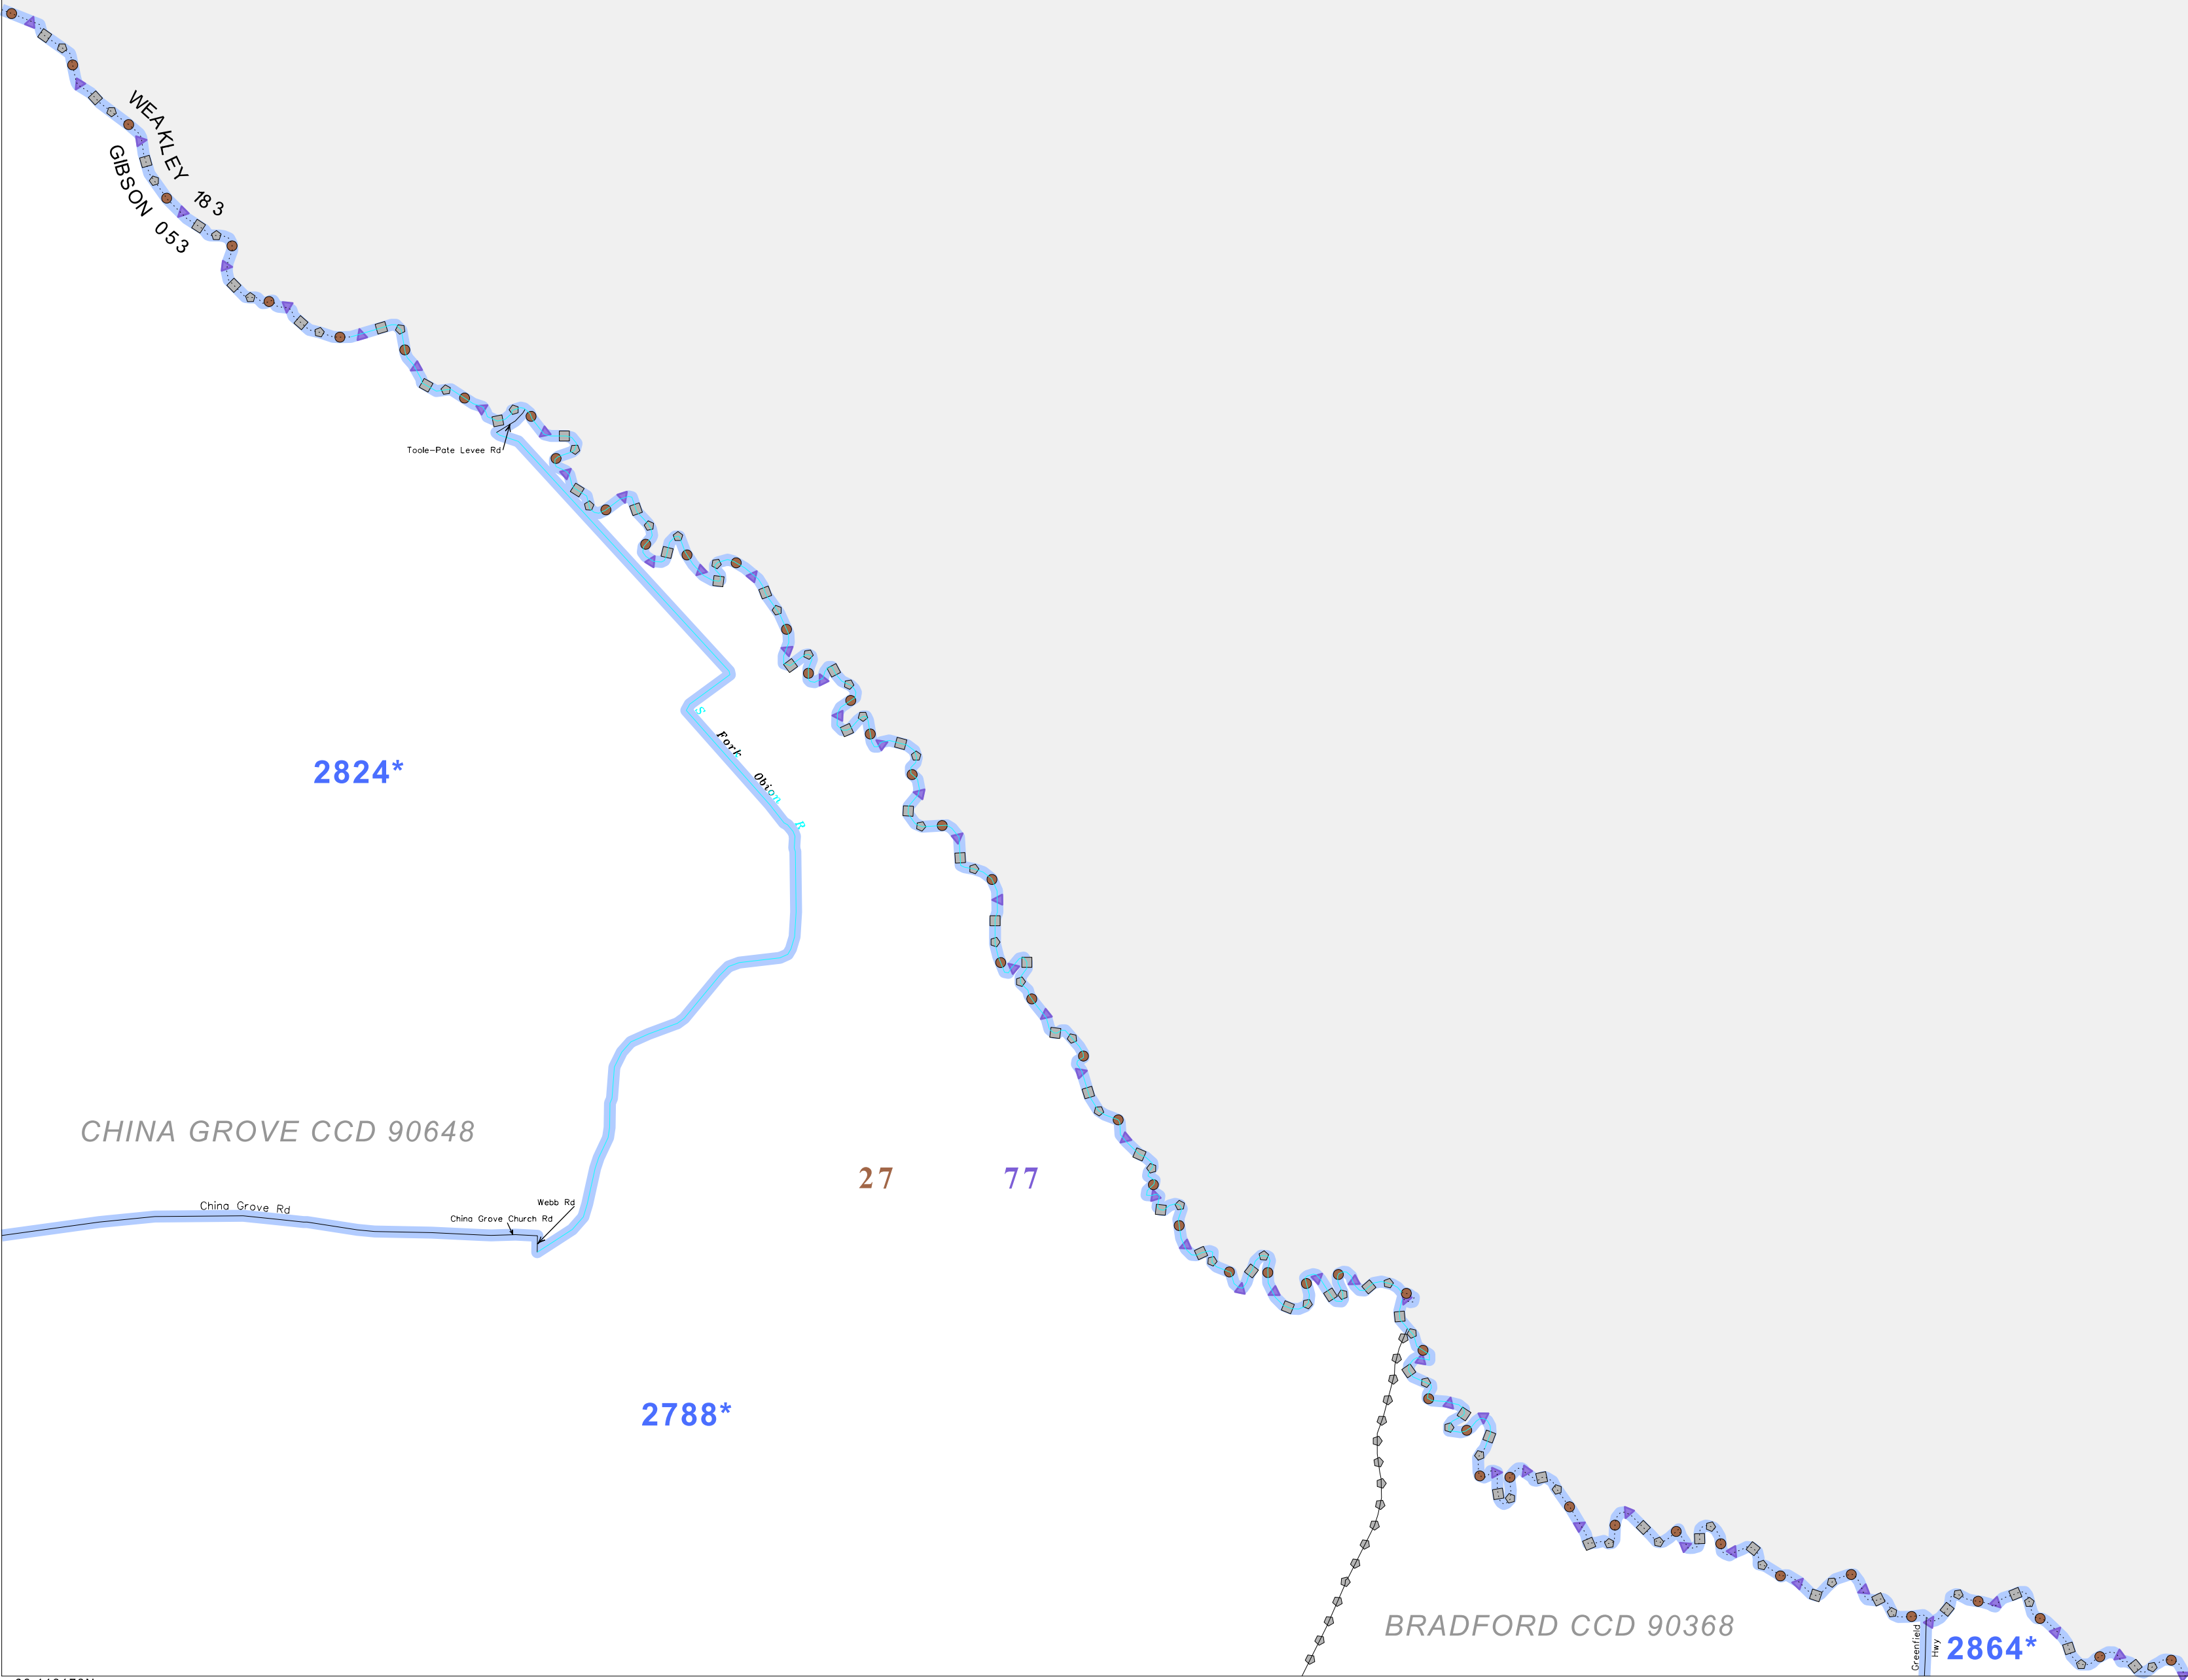 WEAKLEY 183
GIBSON 053
Toole-Pate Levee Rd
S Fork Obion R
2824*
CHINA GROVE CCD 90648
27 77
China Grove Rd
Webb Rd
China Grove Church Rd
2788*
BRADFORD CCD 90368
Greenfield
Hwy
2864*